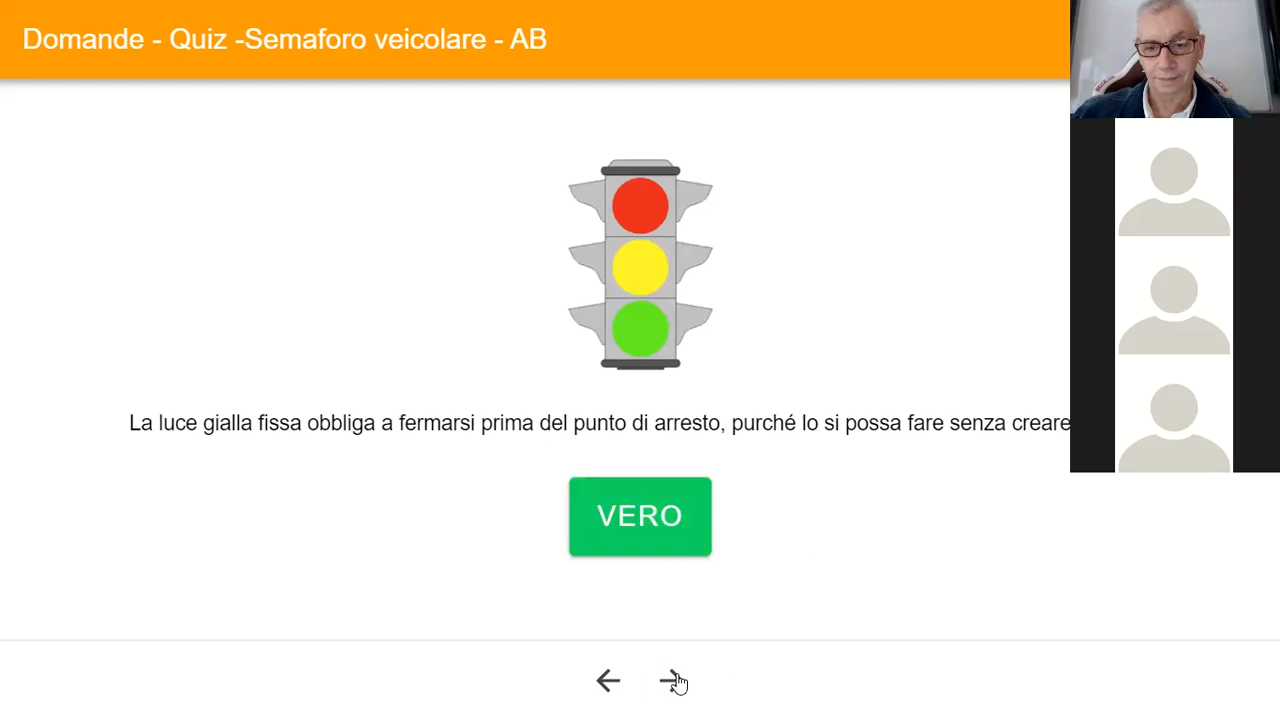 Domande - Quiz -Semaforo veicolare - AB
La luce gialla fissa obbliga a fermarsi prima del punto di arresto, purché lo si possa fare senza creare
VERO